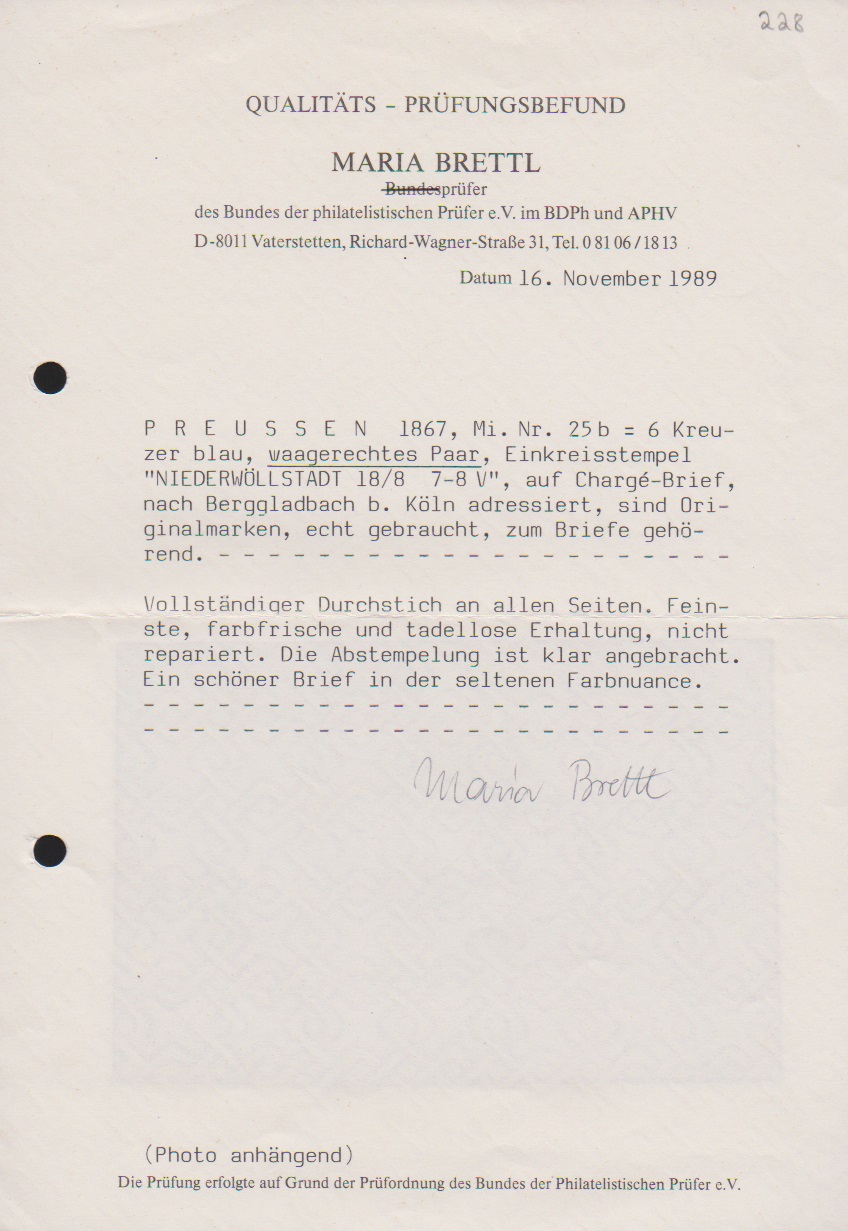 228
QUALITÄTS – PRÜFUNGSBEFUND
MARIA BRETTL
Bundesprüfer
des Bundes der philatelistischen Prüfer e.V. im BDPh und APHV
D-8011 Vaterstetten, Richard-Wagner-Straße 31, Tel. 0 81 06 / 18 13
Datum 16. November 1989
P R E U S S E N 1867, Mi. Nr. 25b = 6 Kreu-
zer blau, waagerechtes Paar, Einkreisstempel
"NIEDERWÖLLSTADT 18/8 7-8 V", auf Chargé-Brief,
nach Berggladbach b. Köln adressiert, sind Ori-
ginalmarken, echt gebraucht, zum Briefe gehö-
rend. - - - - - - - - - - - - - - - - - - - - -
Vollständiger Durchstich an allen Seiten. Fein-
ste, farbfrische und tadellose Erhaltung, nicht
repariert. Die Abstempelung ist klar angebracht.
Ein schöner Brief in der seltenen Farbnuance.
- - - - - - - - - - - - - - - - - - - - - - - -
- - - - - - - - - - - - - - - - - - - - - - - -
Maria Brettl
(Photo anhängend)
Die Prüfung erfolgte auf Grund der Prüfordnung des Bundes der Philatelistischen Prüfer e.V.